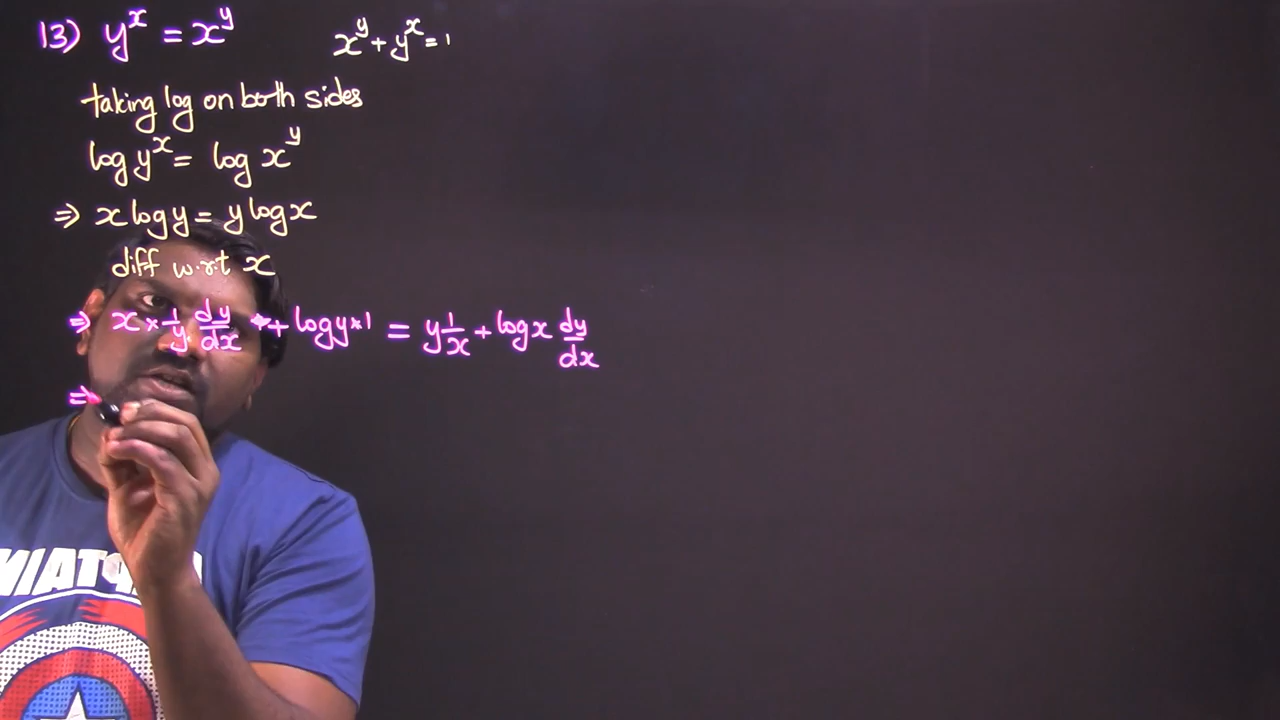 13) y^x = x^y
x^y + y^x = 1
taking log on both sides
log y^x = log x^y
⇒ x log y = y log x
diff w.r.t x
⇒ x × 1/y dy/dx + log y × 1 = y 1/x + log x dy/dx
⇒